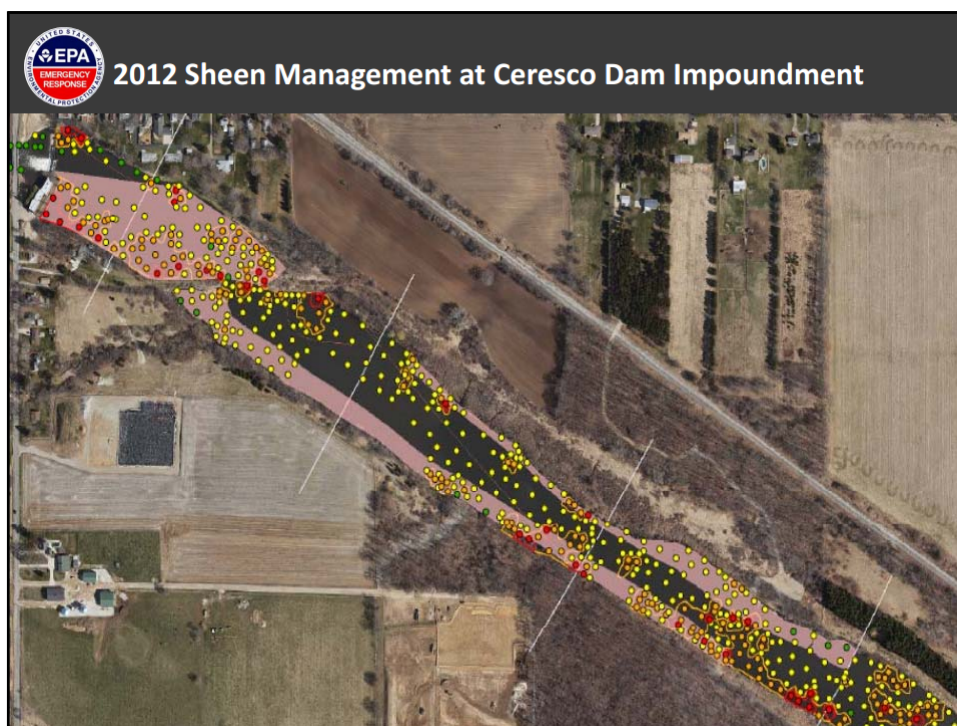 UNITED STATES
EPA
EMERGENCY
RESPONSE
ENVIRONMENTAL PROTECTION AGENCY
2012 Sheen Management at Ceresco Dam Impoundment